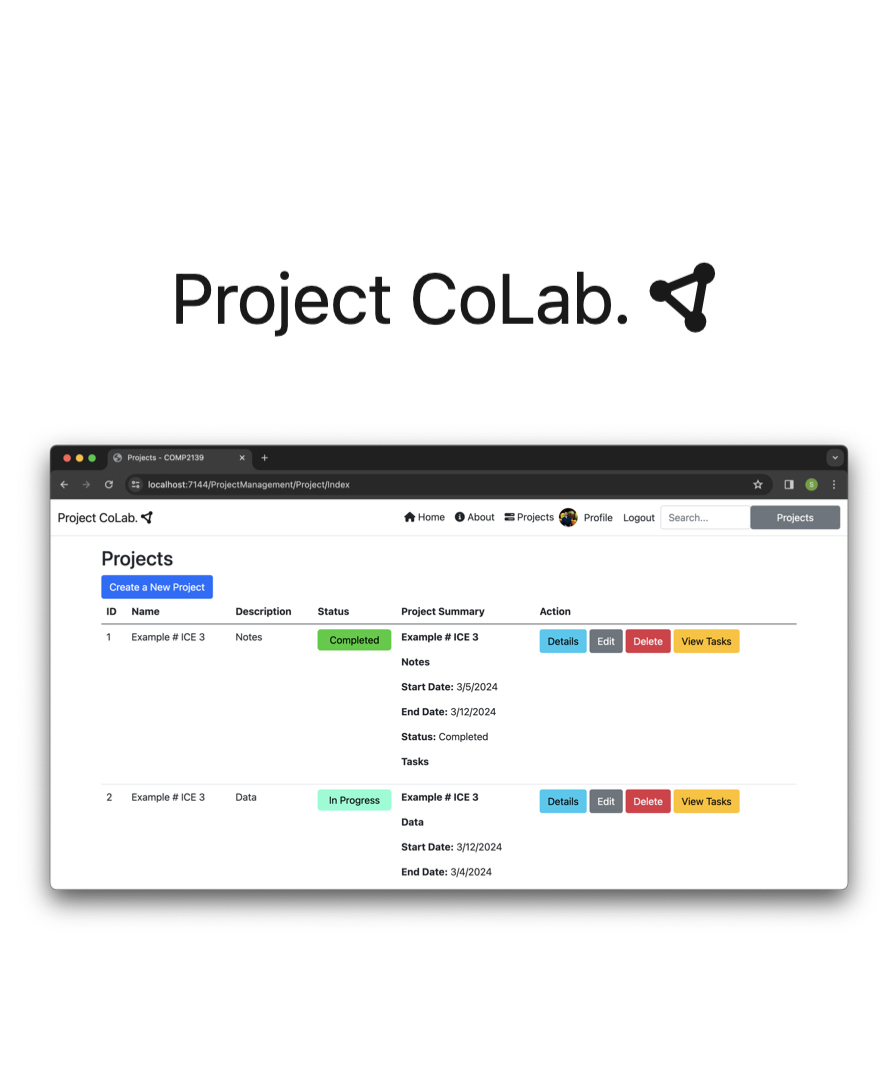 Project CoLab.
Projects - COMP2139
localhost:7144/ProjectManagement/Project/Index
S
Project CoLab.
Home About Projects Profile Logout Search... Projects
Projects
Create a New Project
ID Name Description Status Project Summary Action
1 Example # ICE 3 Notes Completed Example # ICE 3 Details Edit Delete View Tasks
Notes
Start Date: 3/5/2024
End Date: 3/12/2024
Status: Completed
Tasks
2 Example # ICE 3 Data In Progress Example # ICE 3 Details Edit Delete View Tasks
Data
Start Date: 3/12/2024
End Date: 3/4/2024